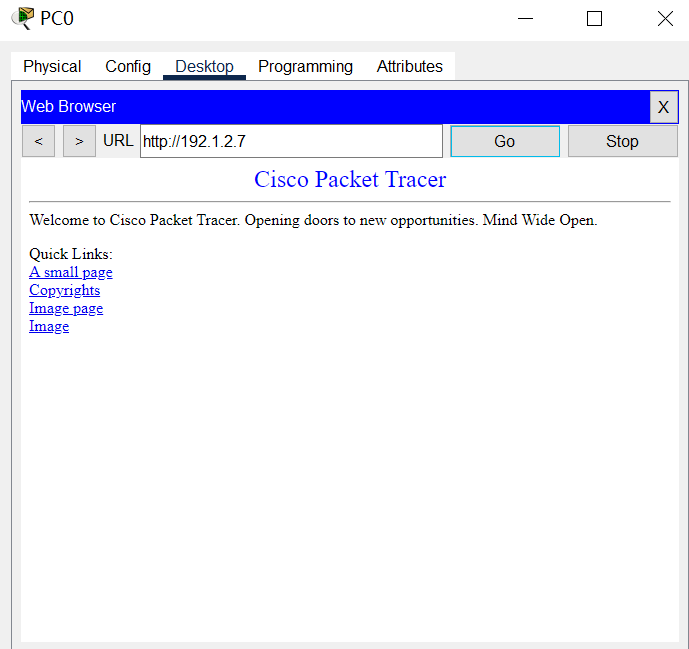 PC0
Physical Config Desktop Programming Attributes
Web Browser X
< > URL http://192.1.2.7 Go Stop
Cisco Packet Tracer
Welcome to Cisco Packet Tracer. Opening doors to new opportunities. Mind Wide Open.
Quick Links:
A small page
Copyrights
Image page
Image